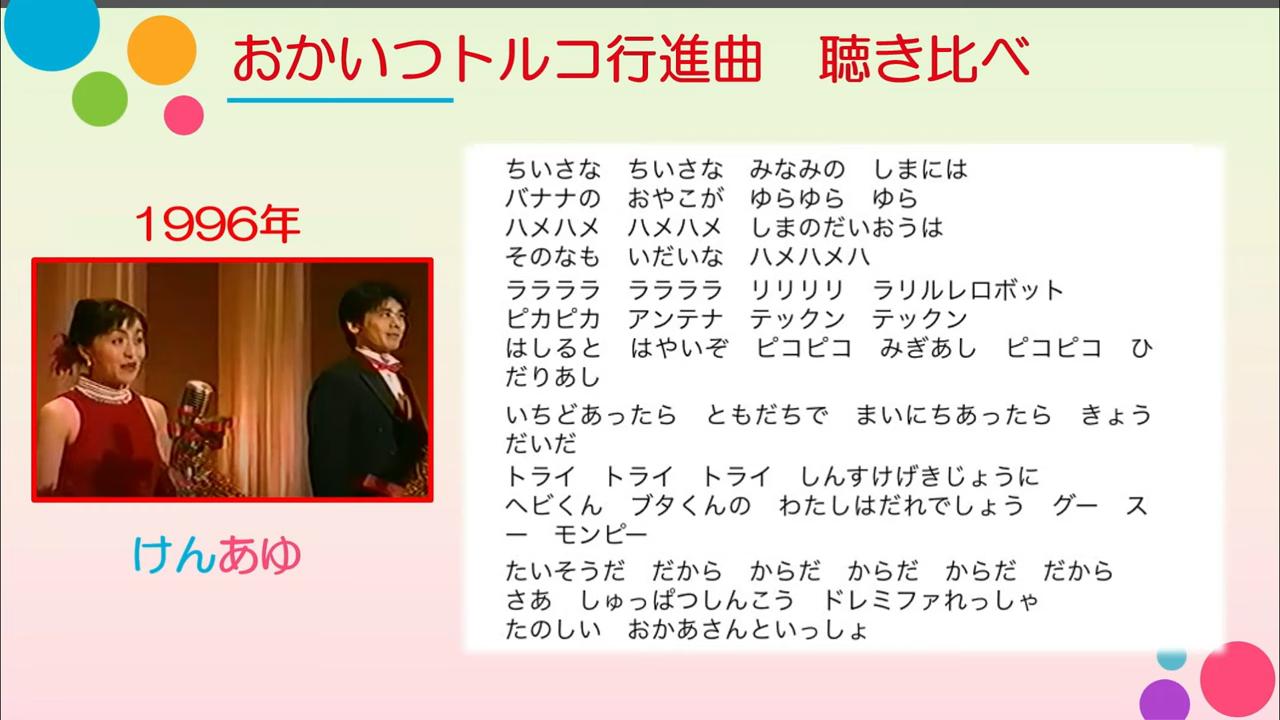 おかいつトルコ行進曲　聴き比べ
1996年
けんあゆ
ちいさな　ちいさな　みなみの　しまには
バナナの　おやこが　ゆらゆら　ゆら
ハメハメ　ハメハメ　しまのだいおうは
そのなも　いだいな　ハメハメハ
ララララ　ララララ　リリリリ　ラリルレロボット
ピカピカ　アンテナ　テックン　テックン
はしると　はやいぞ　ピコピコ　みぎあし　ピコピコ　ひ
だりあし
いちどあったら　ともだちで　まいにちあったら　きょう
だいだ
トライ　トライ　トライ　しんすけげきじょうに
ヘビくん　ブタくんの　わたしはだれでしょう　グー　ス
ー　モンピー
たいそうだ　だから　からだ　からだ　からだ　だから
さあ　しゅっぱつしんこう　ドレミファれっしゃ
たのしい　おかあさんといっしょ